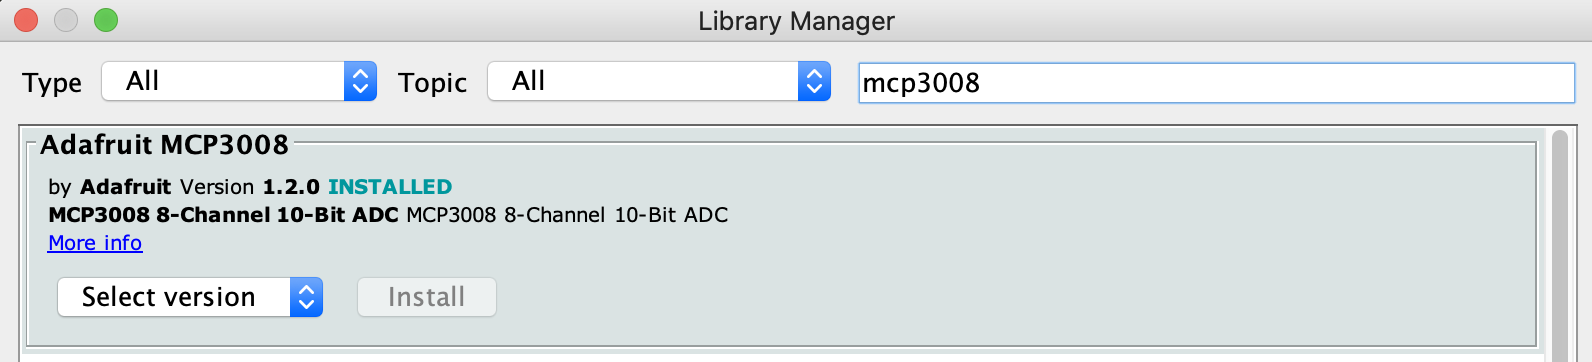 Library Manager
Type All Topic All mcp3008
Adafruit MCP3008
by Adafruit Version 1.2.0 INSTALLED
MCP3008 8-Channel 10-Bit ADC MCP3008 8-Channel 10-Bit ADC
More info
Select version Install